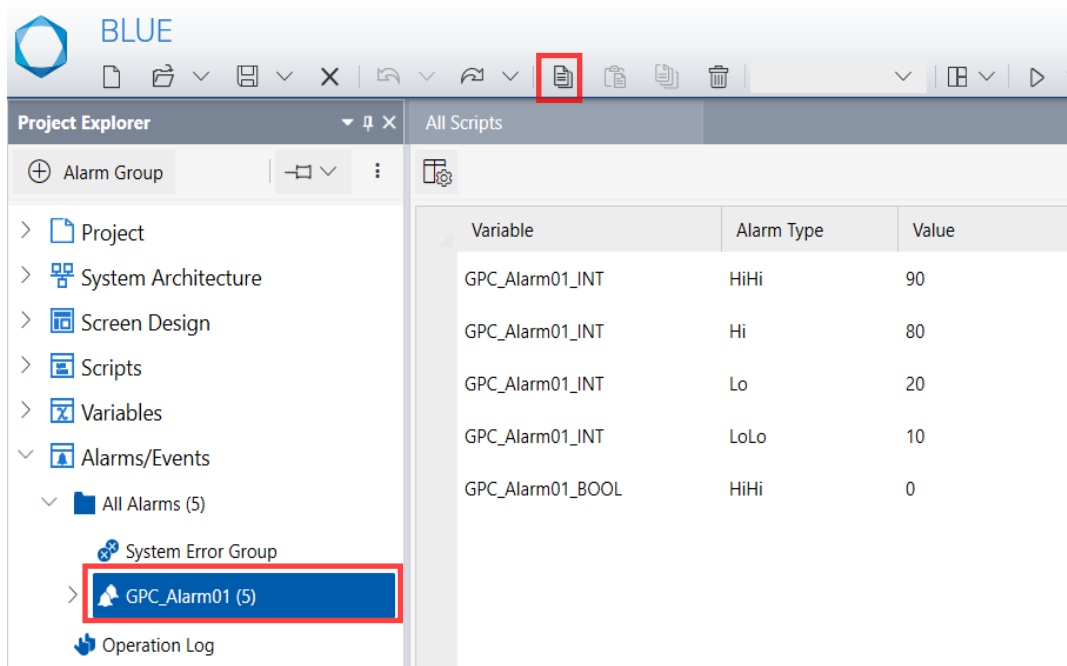 BLUE
Project Explorer
All Scripts
Alarm Group
Variable Alarm Type Value
Project
System Architecture
Screen Design
Scripts
Variables
Alarms/Events
All Alarms (5)
System Error Group
GPC_Alarm01 (5)
Operation Log
GPC_Alarm01_INT HiHi 90
GPC_Alarm01_INT Hi 80
GPC_Alarm01_INT Lo 20
GPC_Alarm01_INT LoLo 10
GPC_Alarm01_BOOL HiHi 0